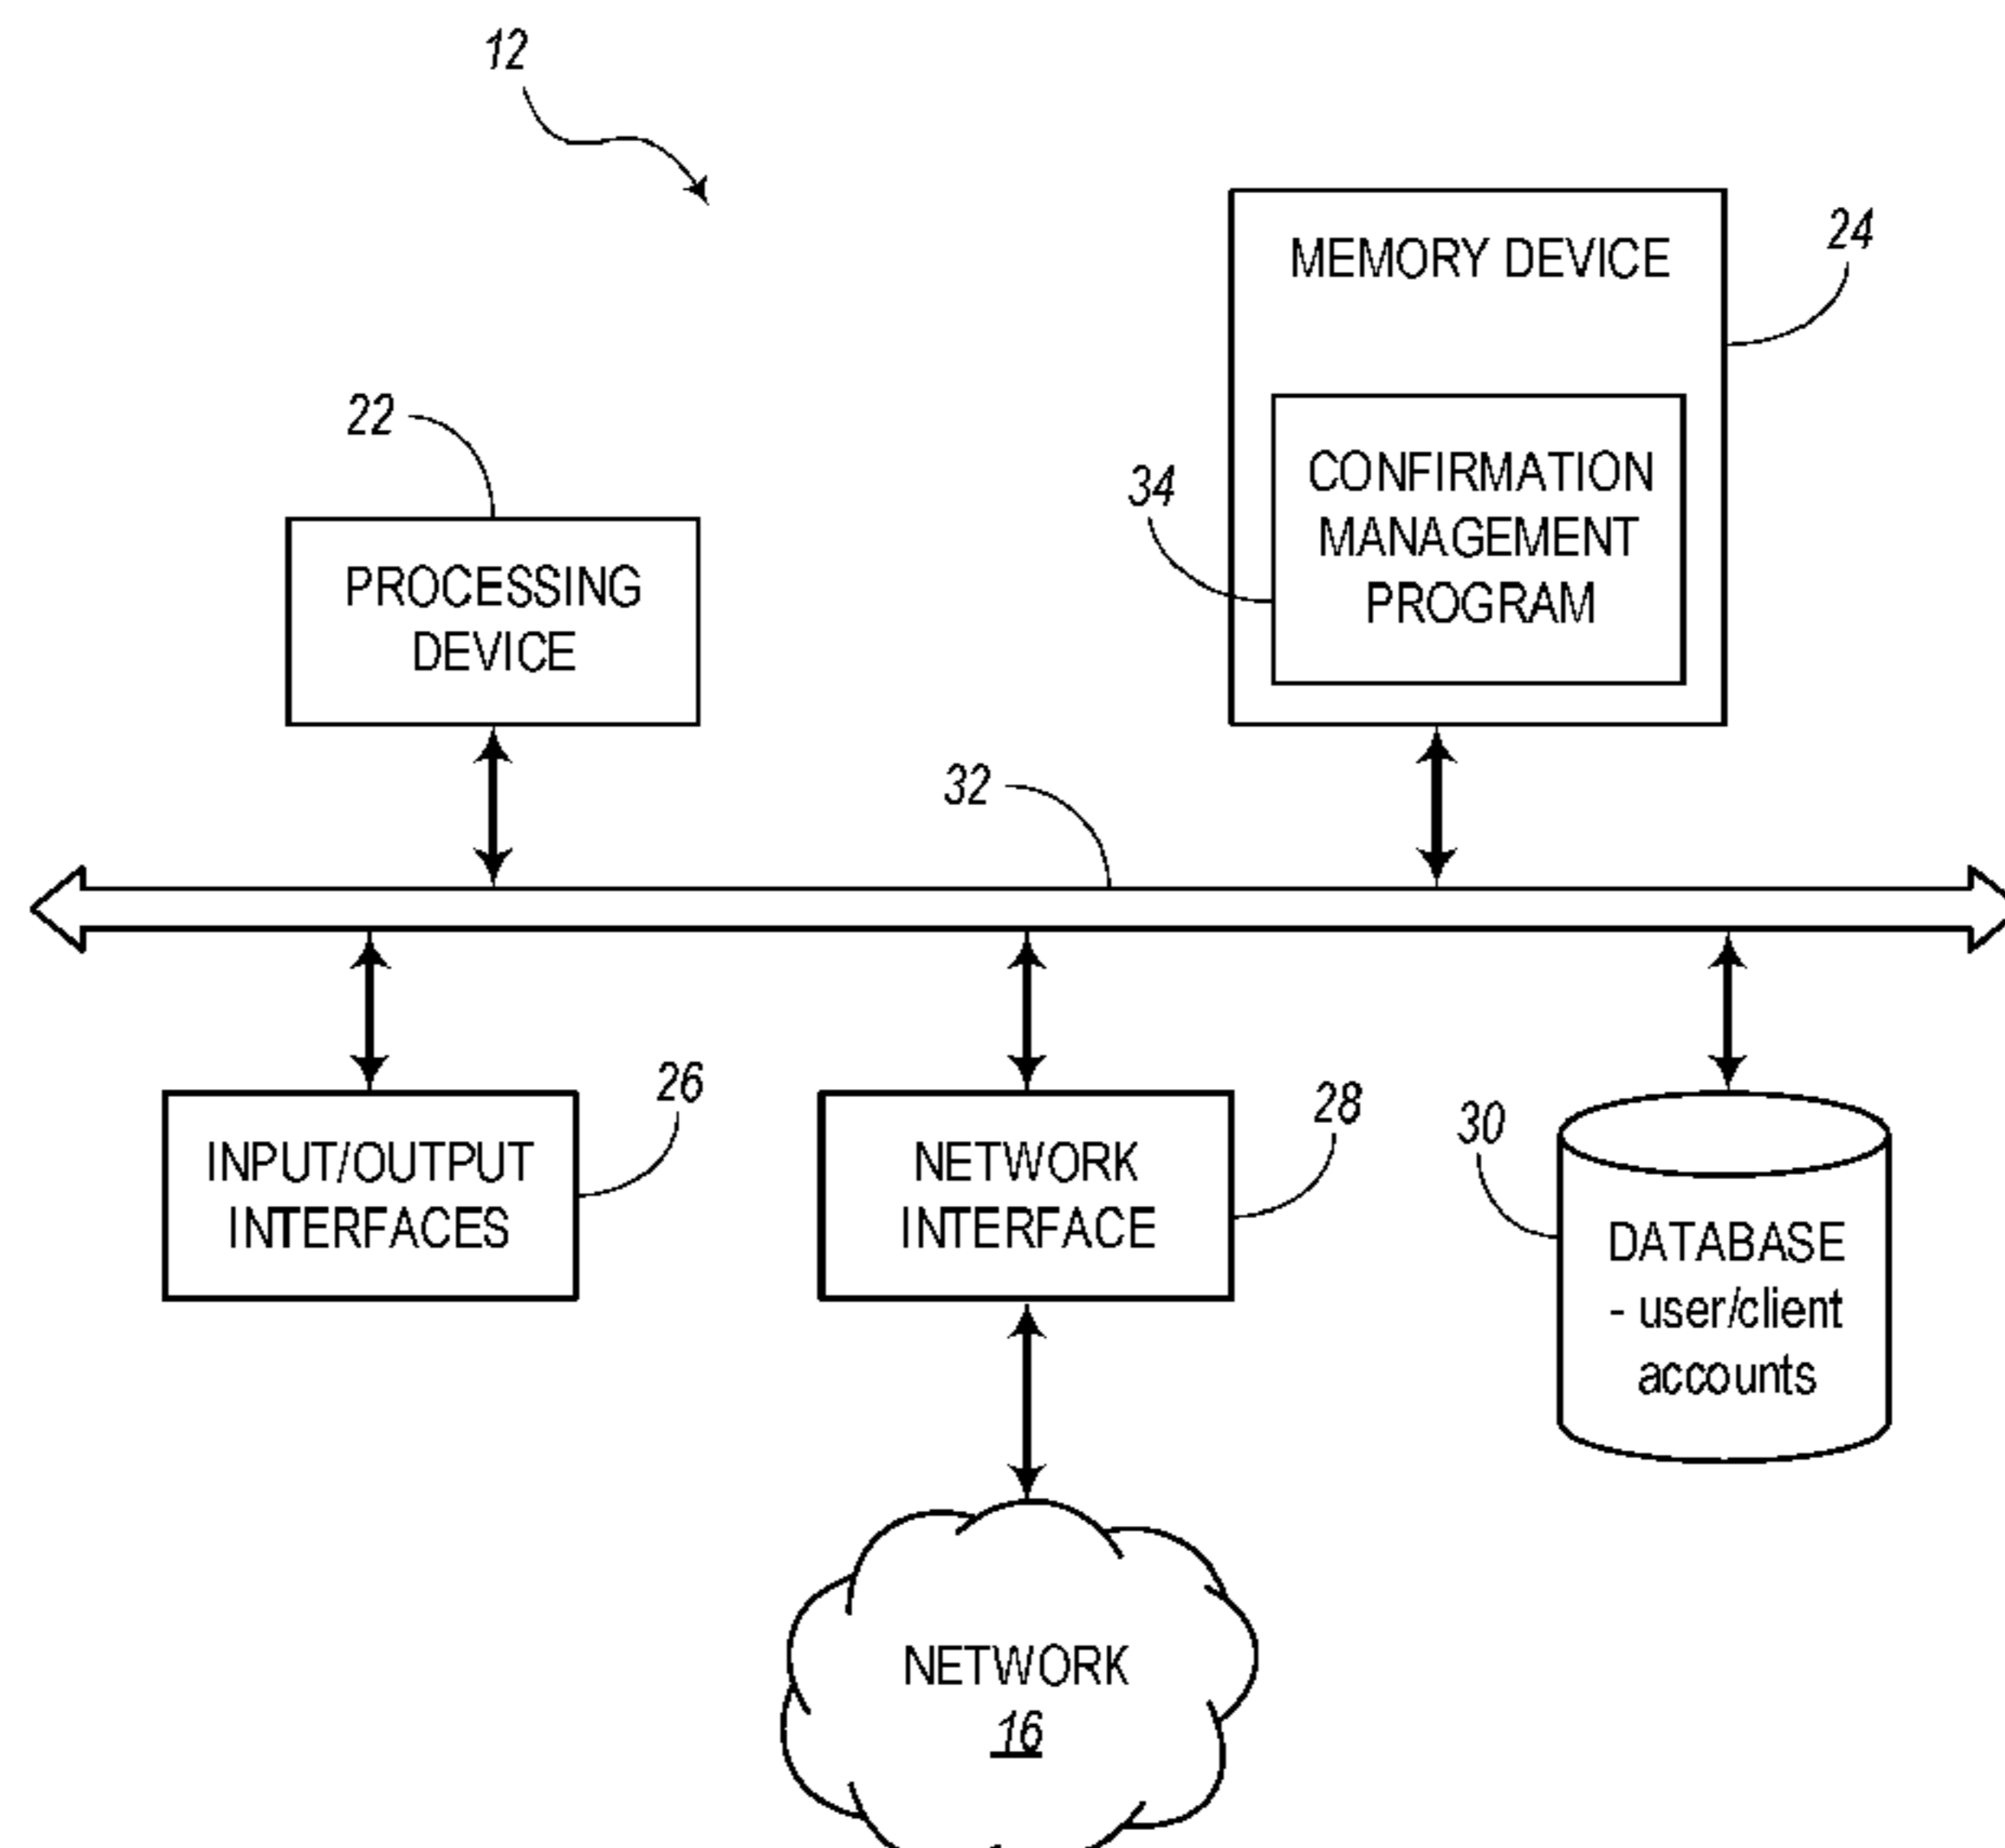 12
MEMORY DEVICE
24
22
CONFIRMATION
MANAGEMENT
PROGRAM
34
PROCESSING
DEVICE
32
26
INPUT/OUTPUT
INTERFACES
28
NETWORK
INTERFACE
30
DATABASE
- user/client
accounts
NETWORK
16